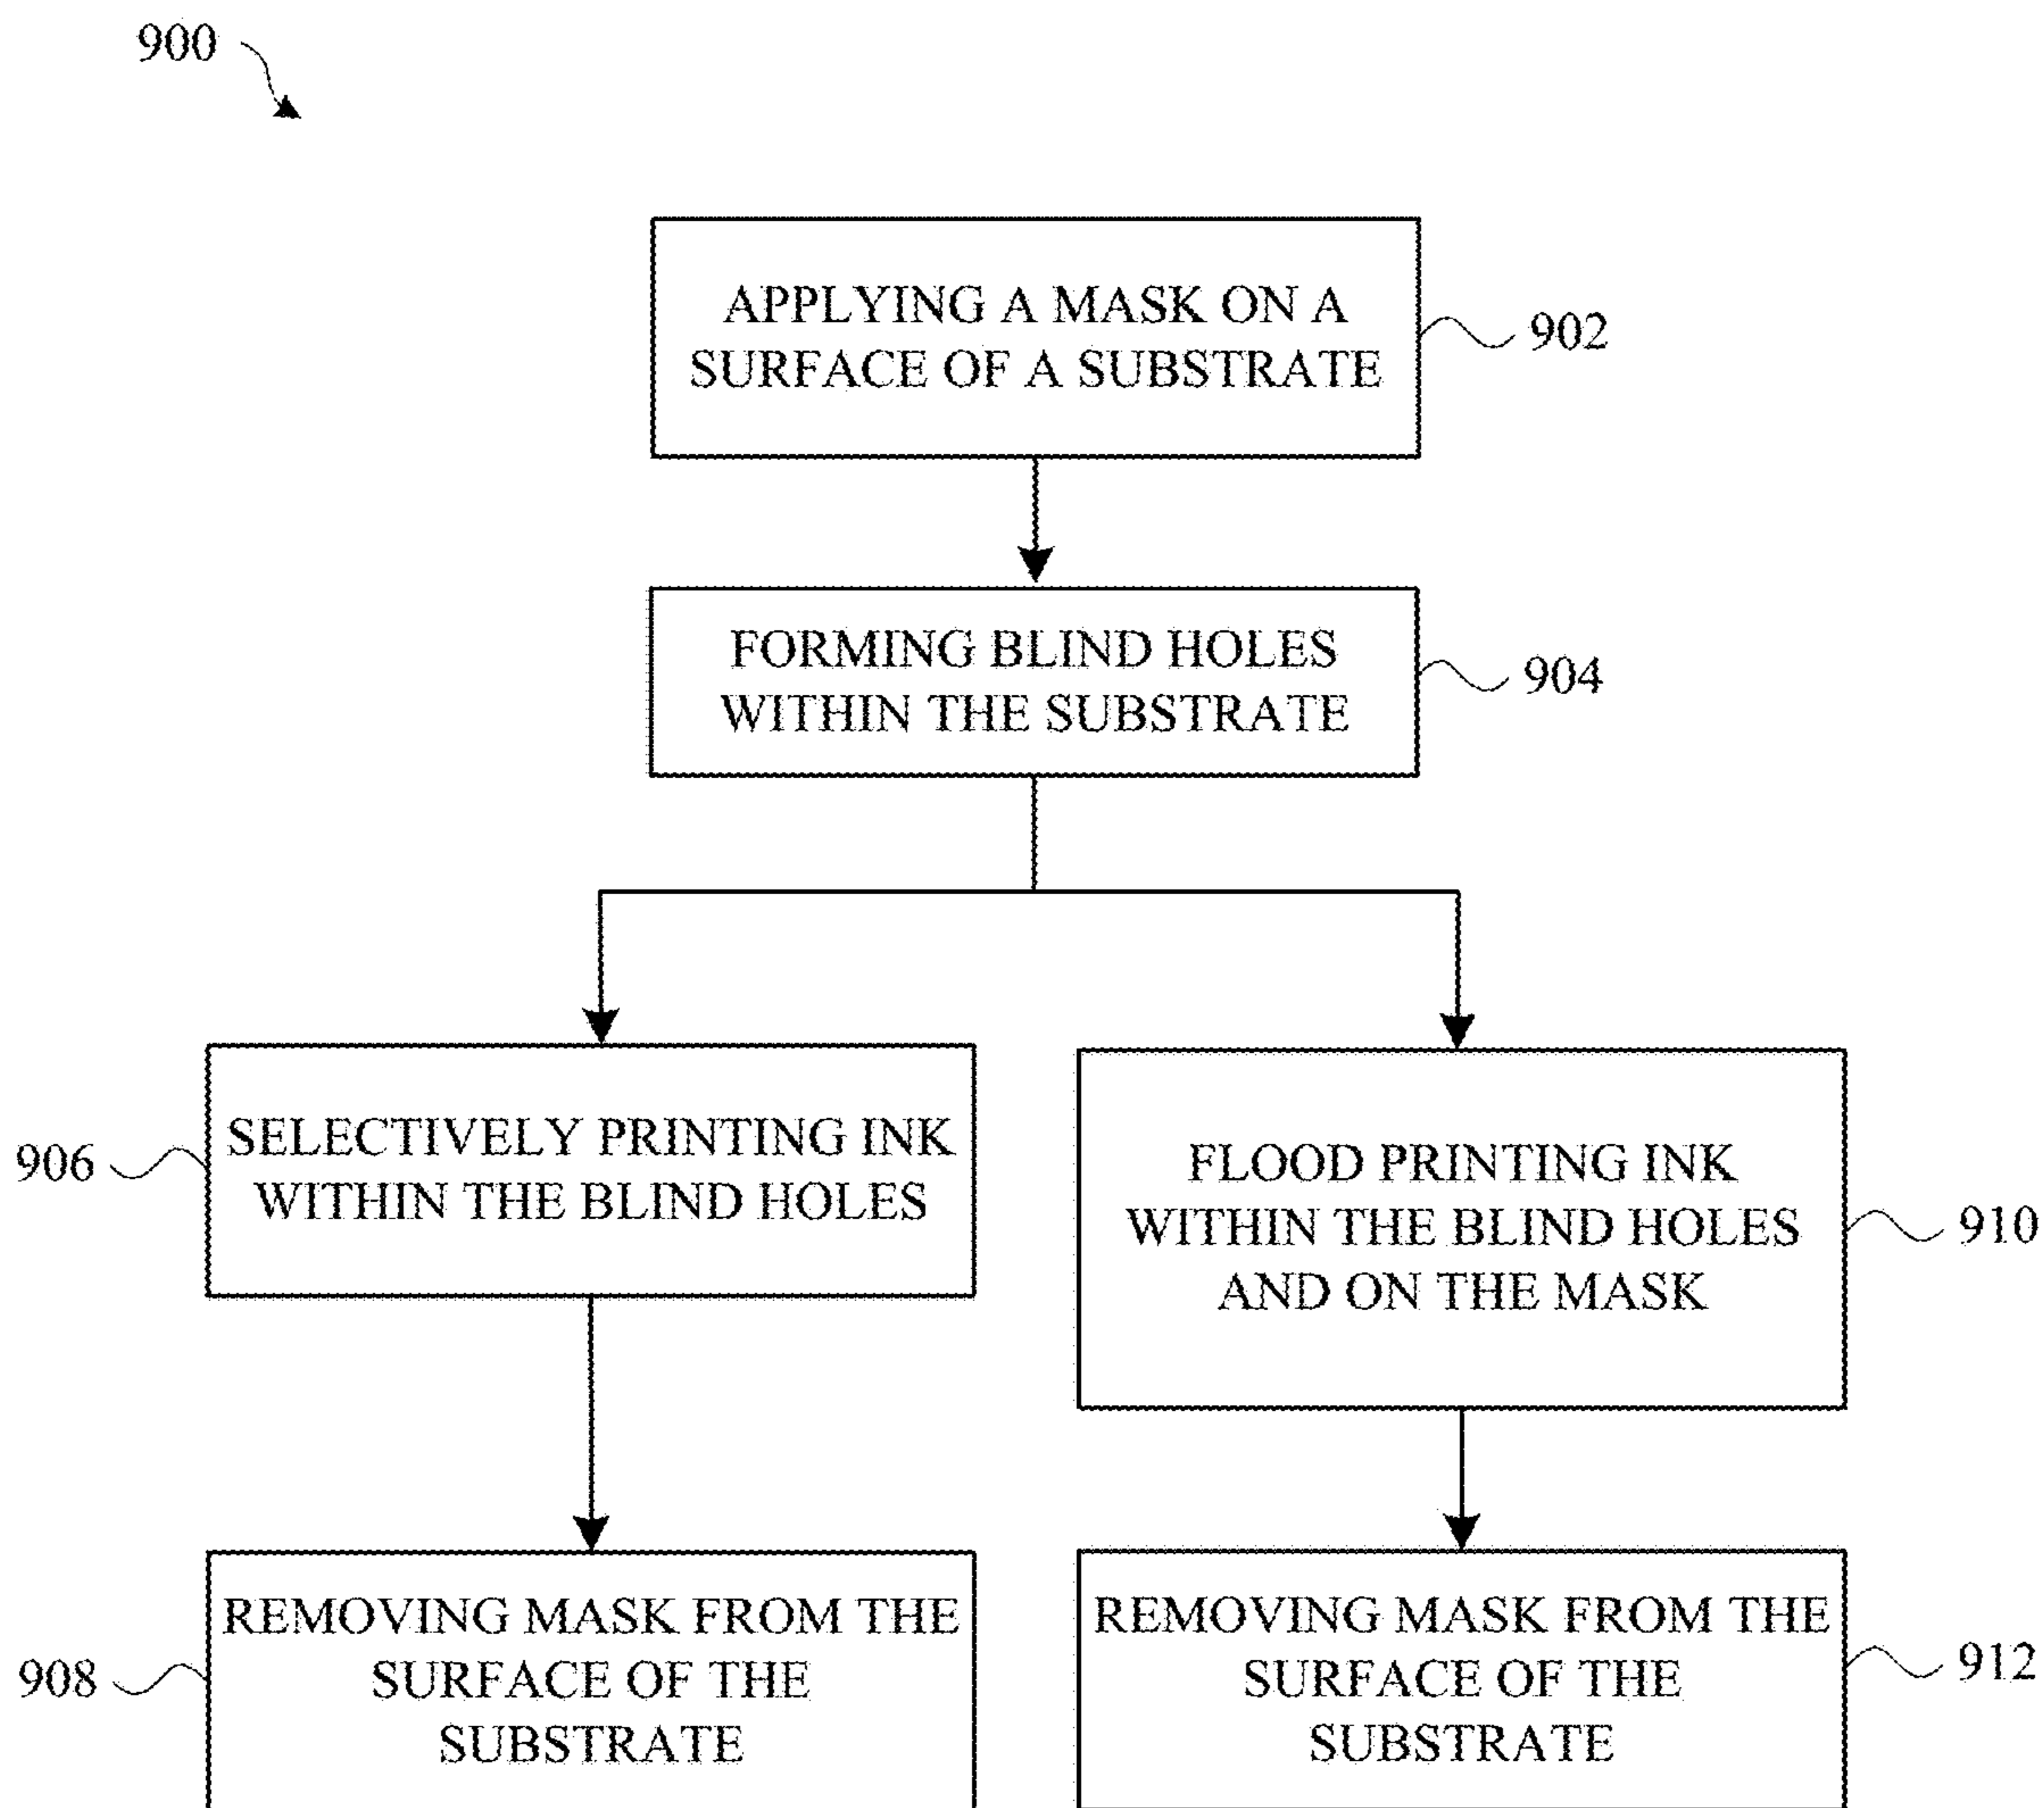 900
APPLYING A MASK ON A
SURFACE OF A SUBSTRATE
902
FORMING BLIND HOLES
WITHIN THE SUBSTRATE
904
906
SELECTIVELY PRINTING INK
WITHIN THE BLIND HOLES
FLOOD PRINTING INK
WITHIN THE BLIND HOLES
AND ON THE MASK
910
908
REMOVING MASK FROM THE
SURFACE OF THE
SUBSTRATE
REMOVING MASK FROM THE
SURFACE OF THE
SUBSTRATE
912